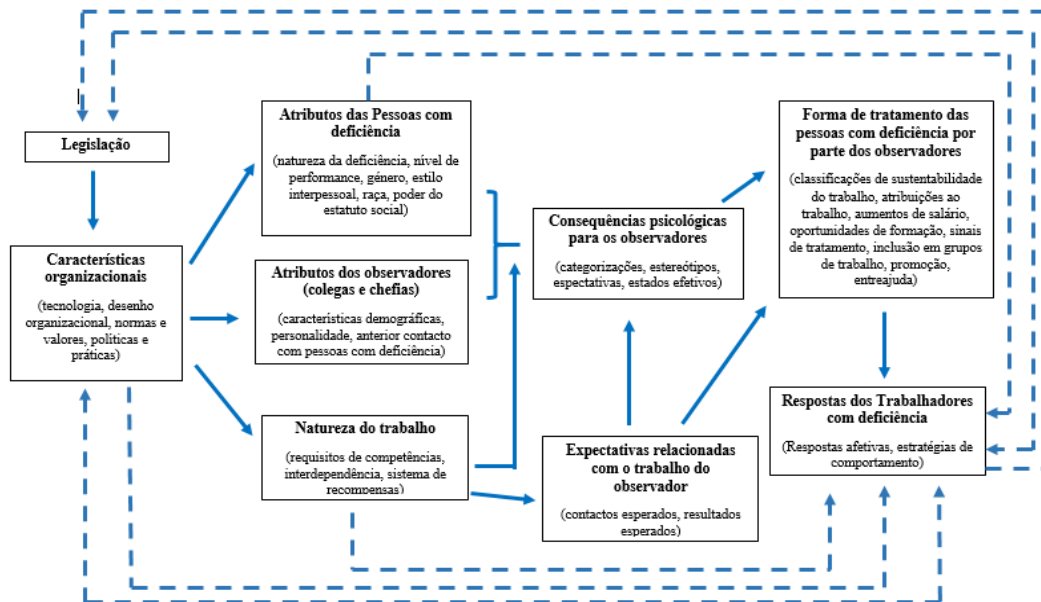 Legislação
Características
organizacionais
(tecnologia, desenho
organizacional, normas e
valores, políticas e
práticas)
Atributos das Pessoas com
deficiência
(natureza da deficiência, nível de
performance, género, estilo
interpessoal, raça, poder do
estatuto social)
Atributos dos observadores
(colegas e chefias)
(características demográficas,
personalidade, anterior contacto
com pessoas com deficiência)
Natureza do trabalho
(requisitos de competências,
interdependência, sistema de
recompensas)
Consequências psicológicas
para os observadores
(categorizações, estereótipos,
espectativas, estados efetivos)
Expectativas relacionadas
com o trabalho do
observador
(contactos esperados, resultados
esperados)
Forma de tratamento das
pessoas com deficiência por
parte dos observadores
(classificações de sustentabilidade
do trabalho, atribuições ao
trabalho, aumentos de salário,
oportunidades de formação, sinais
de tratamento, inclusão em grupos
de trabalho, promoção,
entreajuda)
Respostas dos Trabalhadores
com deficiência
(Respostas afetivas, estratégias de
comportamento)